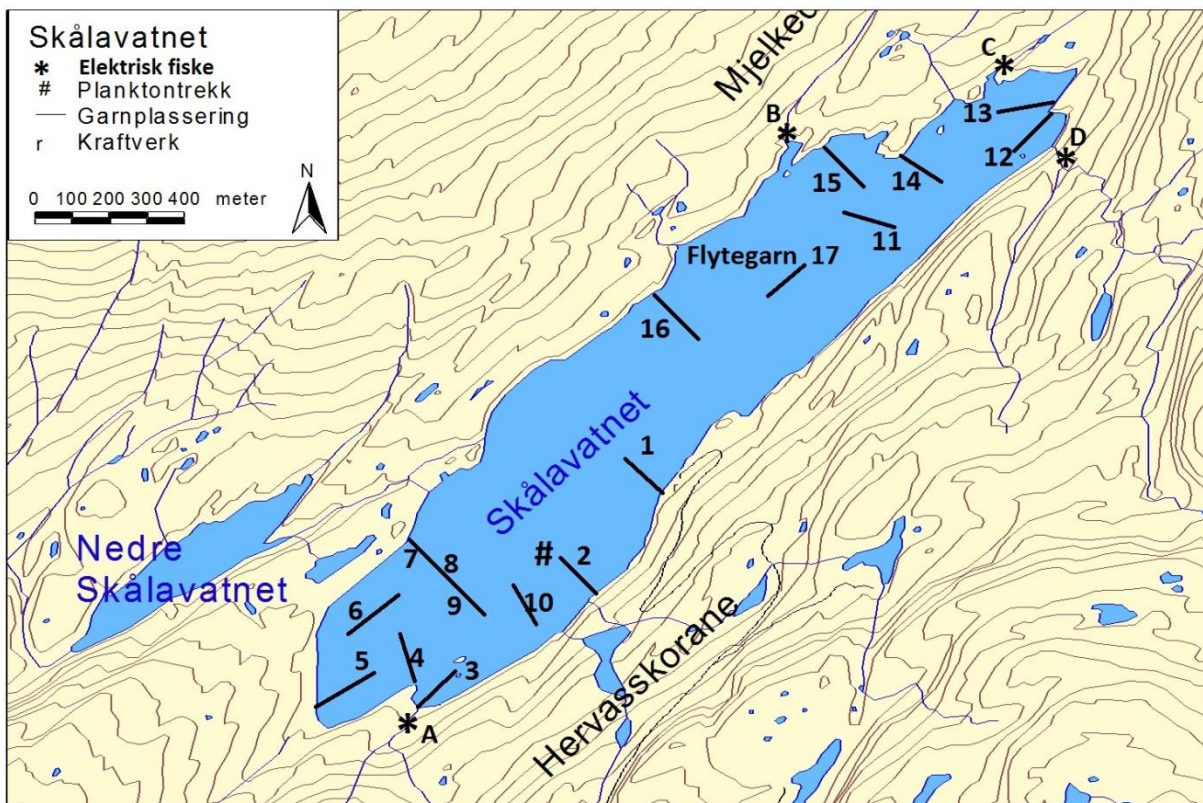 Skålavatnet
* Elektrisk fiske
# Planktontrekk
Garnplassering
r Kraftverk
0 100 200 300 400 meter
N
Mjelked
C
B
13
D
12
15
14
11
Flytegarn 17
16
Skålavatnet
1
r
Nedre
Skålavatnet
7
8
#
2
9
10
6
5
4
3
A
Hervasskorane